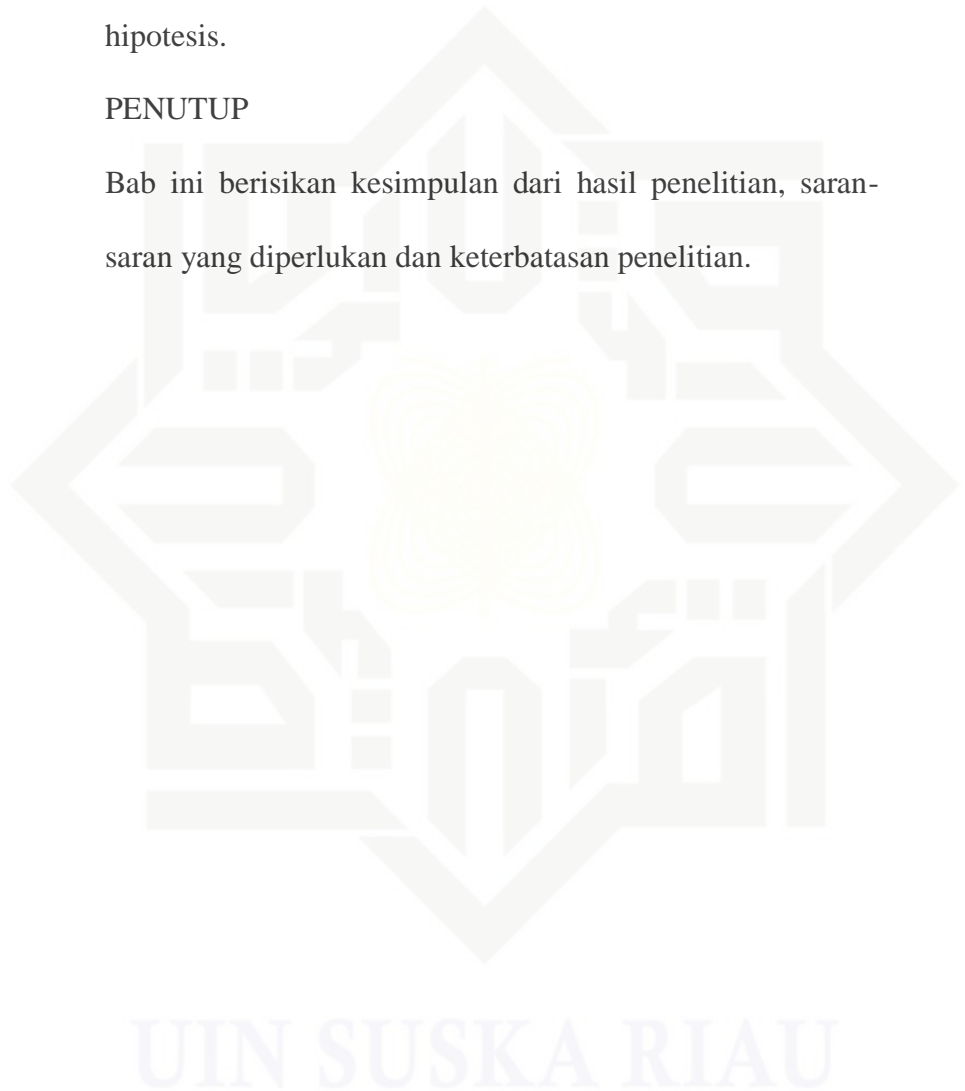 hipotesis.
PENUTUP
Bab ini berisikan kesimpulan dari hasil penelitian, saran-
saran yang diperlukan dan keterbatasan penelitian.
UIN SUSKA RIAU